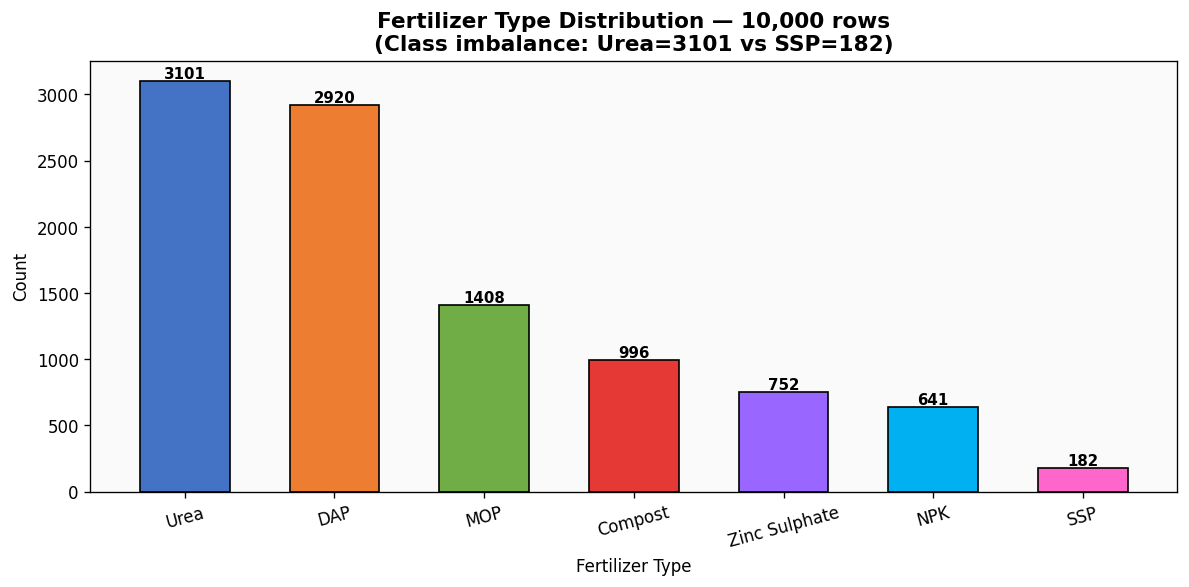 Fertilizer Type Distribution — 10,000 rows
(Class imbalance: Urea=3101 vs SSP=182)
Count
3000
2500
2000
1500
1000
500
0
3101
2920
1408
996
752
641
182
Urea
DAP
MOP
Compost
Zinc Sulphate
NPK
SSP
Fertilizer Type